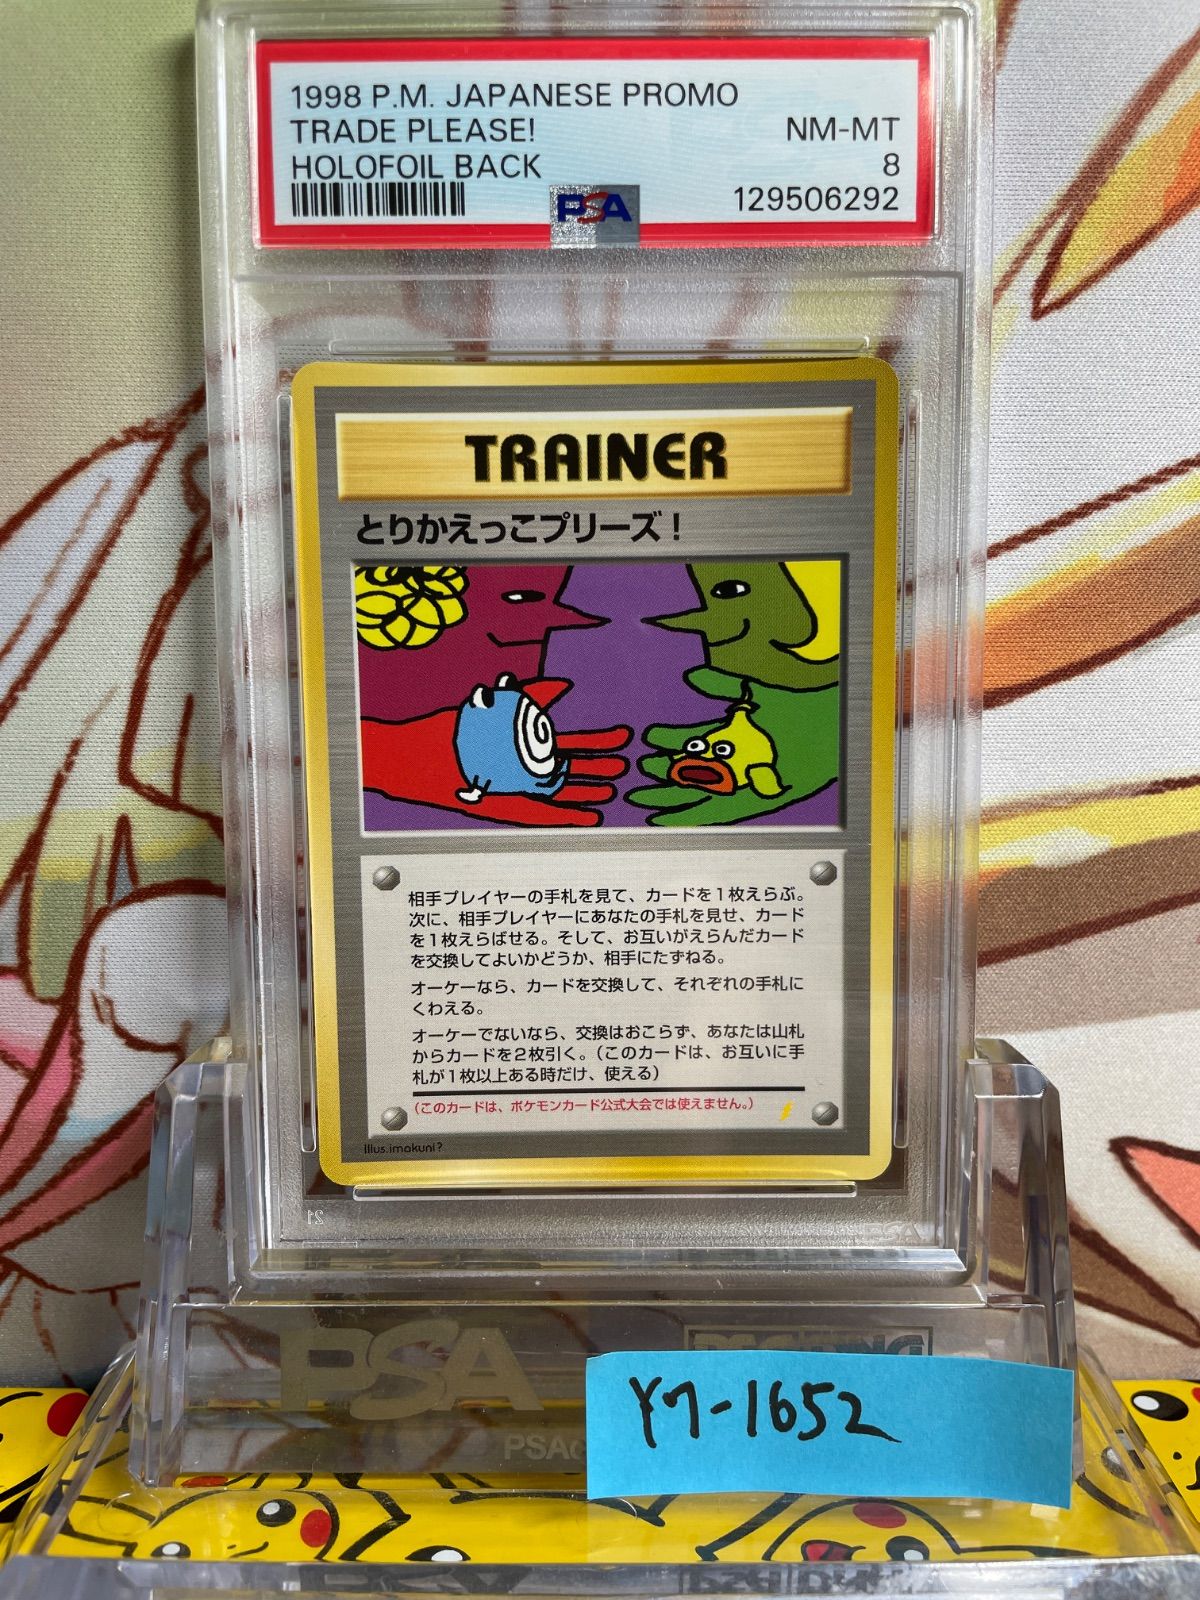 1998 P.M. JAPANESE PROMO
TRADE PLEASE! NM-MT
HOLOFOIL BACK 8
PSA 129506292
TRAINER
とりかえっこプリーズ!
相手プレイヤーの手札を見て、カードを1枚えらぶ。
次に、相手プレイヤーにあなたの手札を見せ、カード
を1枚えらばせる。そして、お互いがえらんだカード
を交換してよいかどうか、相手にたずねる。
オーケーなら、カードを交換して、それぞれの手札に
くわえる。
オーケーでないなら、交換はおこらず、あなたは山札
からカードを2枚引く。(このカードは、お互いに手
札が1枚以上ある時だけ、使える)
(このカードは、ポケモンカード公式大会では使えません。)
Illus.imakuni?
21
PSA
PSA
Y7-1652